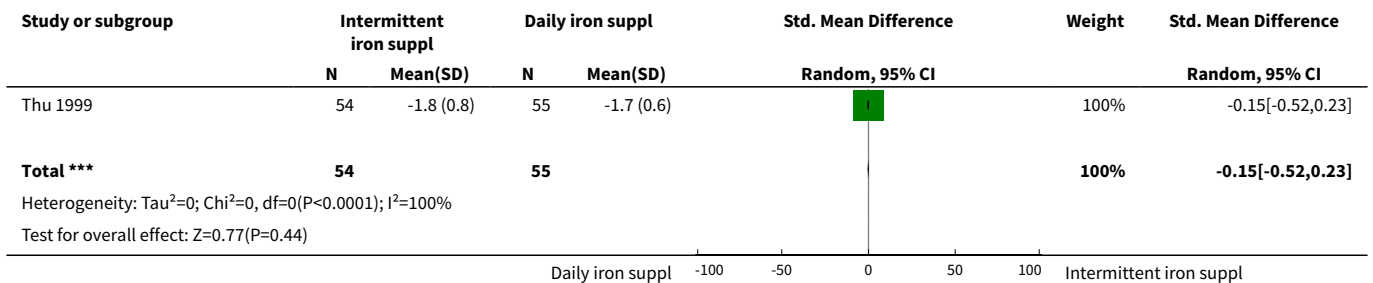 Study or subgroup Intermittent iron suppl Daily iron suppl Std. Mean Difference Weight Std. Mean Difference
N Mean(SD) N Mean(SD) Random, 95% CI Random, 95% CI
Thu 1999 54 -1.8 (0.8) 55 -1.7 (0.6) 100% -0.15[-0.52,0.23]
Total *** 54 55 100% -0.15[-0.52,0.23]
Heterogeneity: Tau²=0; Chi²=0, df=0(P<0.0001); I²=100%
Test for overall effect: Z=0.77(P=0.44)
Daily iron suppl -100 -50 0 50 100 Intermittent iron suppl